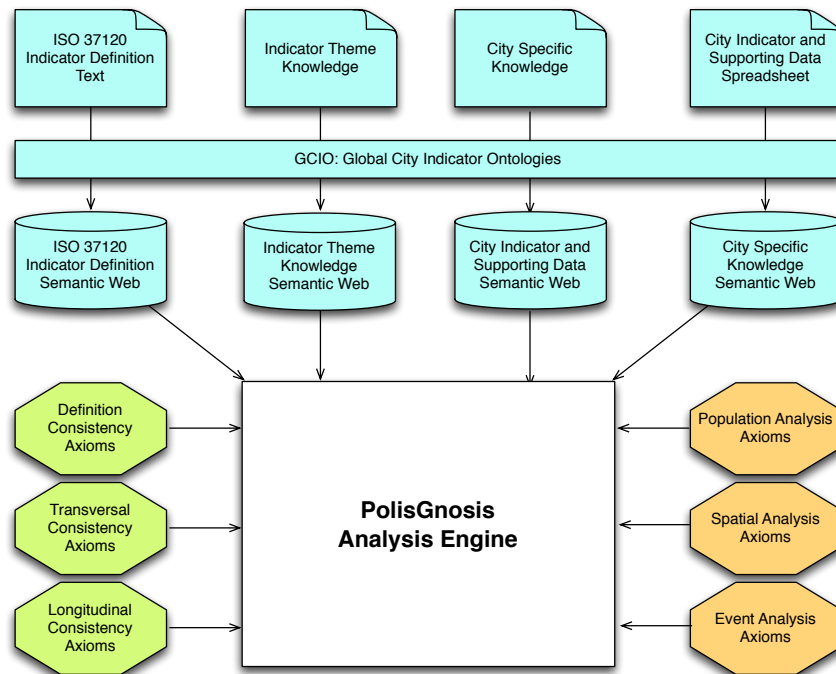 ISO 37120
Indicator Definition
Text
Indicator Theme
Knowledge
City Specific
Knowledge
City Indicator and
Supporting Data
Spreadsheet
GCIO: Global City Indicator Ontologies
ISO 37120
Indicator Definition
Semantic Web
Indicator Theme
Knowledge
Semantic Web
City Indicator and
Supporting Data
Semantic Web
City Specific
Knowledge
Semantic Web
Definition
Consistency
Axioms
Transversal
Consistency
Axioms
Longitudinal
Consistency
Axioms
PolisGnosis
Analysis Engine
Population Analysis
Axioms
Spatial Analysis
Axioms
Event Analysis
Axioms